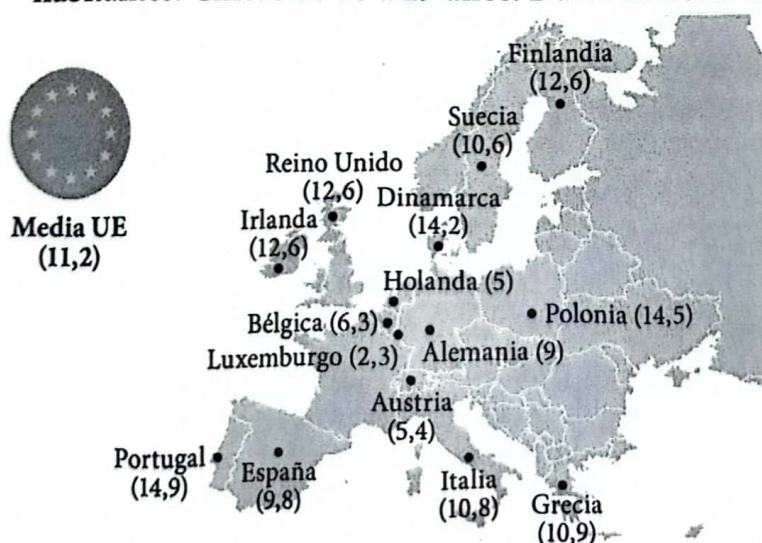 Finlandia
(12,6)
Suecia
(10,6)
Reino Unido
(12,6)
Dinamarca
(14,2)
Irlanda
(12,6)
Media UE
(11,2)
Holanda (5)
Bélgica (6,3)
Polonia (14,5)
Luxemburgo (2,3)
Alemania (9)
Austria
(5,4)
Portugal
(14,9)
España
(9,8)
Italia
(10,8)
Grecia
(10,9)